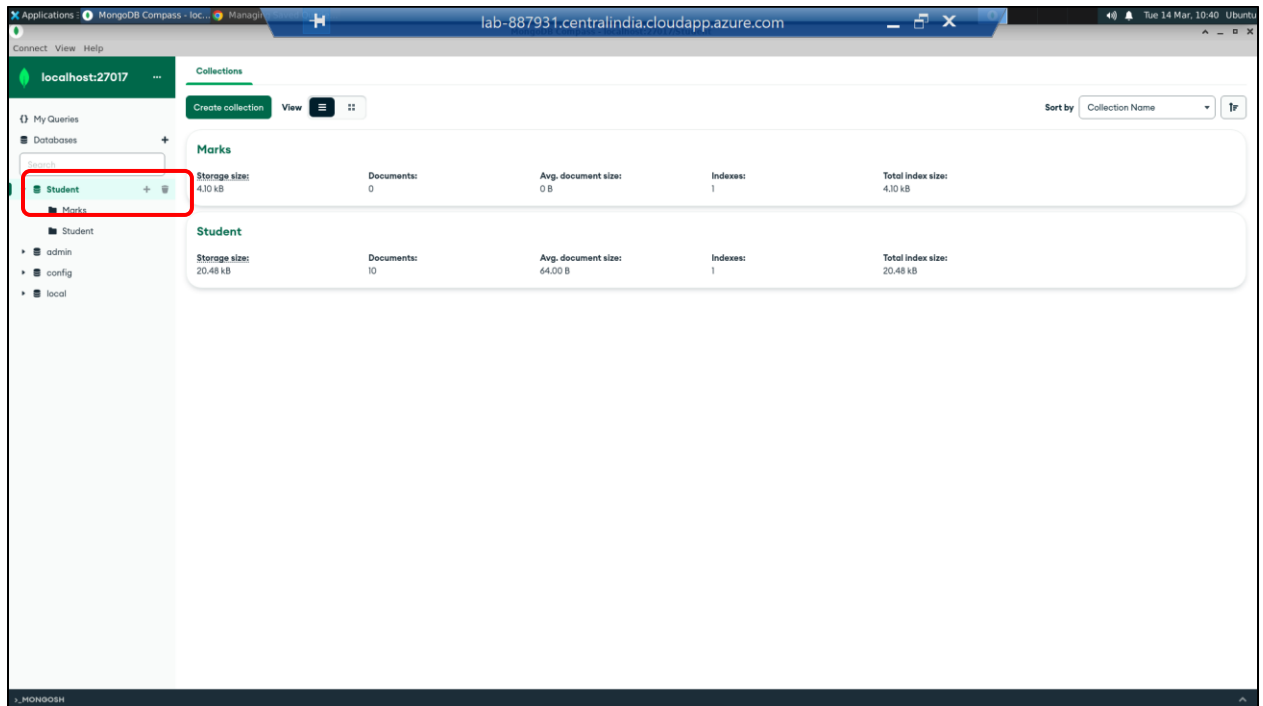 Applications : MongoDB Compass - loc... Managin
lab-887931.centralindia.cloudapp.azure.com
Tue 14 Mar, 10:40 Ubuntu
Connect View Help
localhost:27017 ...
{} My Queries
Databases +
Search
Student +
Marks
Student
admin
config
local
Collections
Create collection View
Sort by Collection Name
Marks
Storage size: Documents: Avg. document size: Indexes: Total index size:
4.10 kB 0 0 B 1 4.10 kB
Student
Storage size: Documents: Avg. document size: Indexes: Total index size:
20.48 kB 10 64.00 B 1 20.48 kB
>_MONGOSH